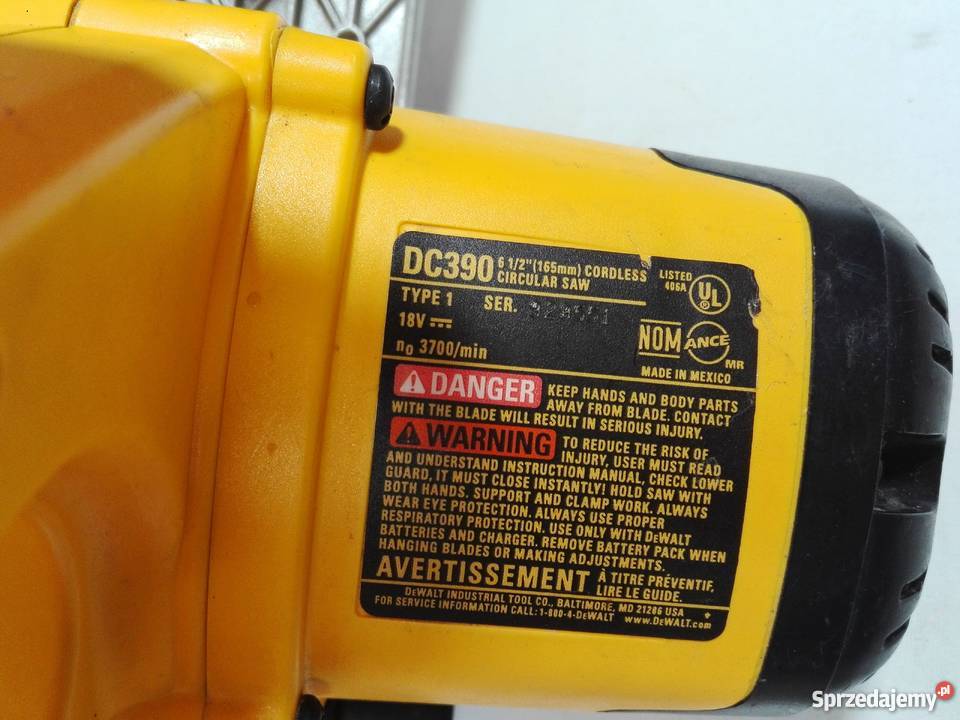 DC390 6 1/2"(165mm) CORDLESS
CIRCULAR SAW
LISTED
406A
UL
®
TYPE 1 SER.
18V
n0 3700/min
NOM ANCE
MR
MADE IN MEXICO
DANGER KEEP HANDS AND BODY PARTS
AWAY FROM BLADE. CONTACT
WITH THE BLADE WILL RESULT IN SERIOUS INJURY.
WARNING TO REDUCE THE RISK OF
INJURY, USER MUST READ
AND UNDERSTAND INSTRUCTION MANUAL, CHECK LOWER
GUARD, IT MUST CLOSE INSTANTLY! HOLD SAW WITH
BOTH HANDS. SUPPORT AND CLAMP WORK. ALWAYS
WEAR EYE PROTECTION. ALWAYS USE PROPER
RESPIRATORY PROTECTION. USE ONLY WITH DEWALT
BATTERIES AND CHARGER. REMOVE BATTERY PACK WHEN
HANGING BLADES OR MAKING ADJUSTMENTS.
AVERTISSEMENT À TITRE PRÉVENTIF,
LIRE LE GUIDE.
DEWALT INDUSTRIAL TOOL CO., BALTIMORE, MD 21286 USA *
FOR SERVICE INFORMATION CALL: 1-800-4-DEWALT www.DEWALT.com
Sprzedajemy.pl